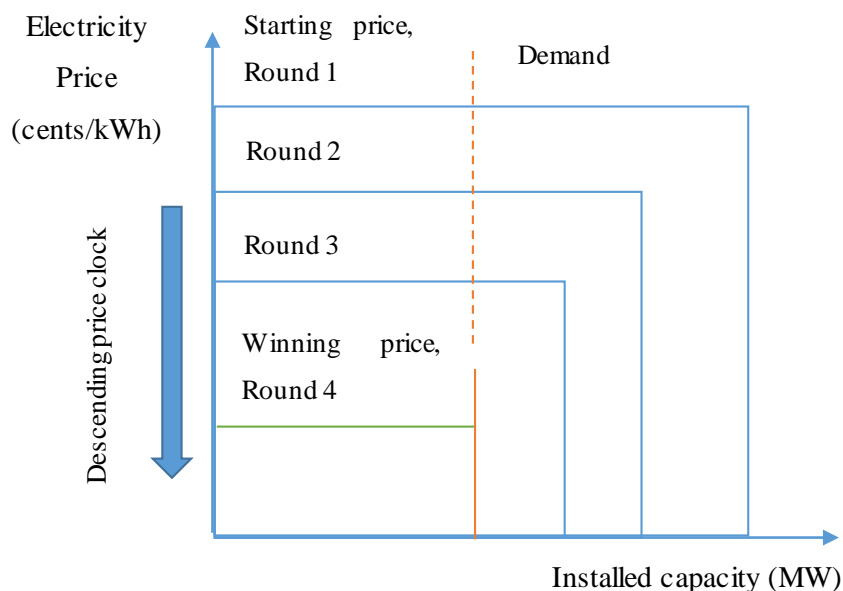 Electricity
Price
(cents/kWh)
Starting price,
Round 1
Demand
Round 2
Round 3
Winning price,
Round 4
Descending price clock
Installed capacity (MW)